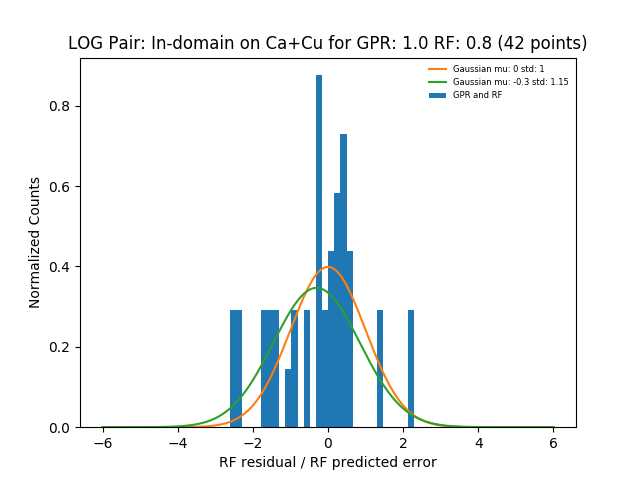 LOG Pair: In-domain on Ca+Cu for GPR: 1.0 RF: 0.8 (42 points)
Gaussian mu: 0 std: 1
Gaussian mu: -0.3 std: 1.15
GPR and RF
Normalized Counts
0.8
0.6
0.4
0.2
0.0
−6 −4 −2 0 2 4 6
RF residual / RF predicted error